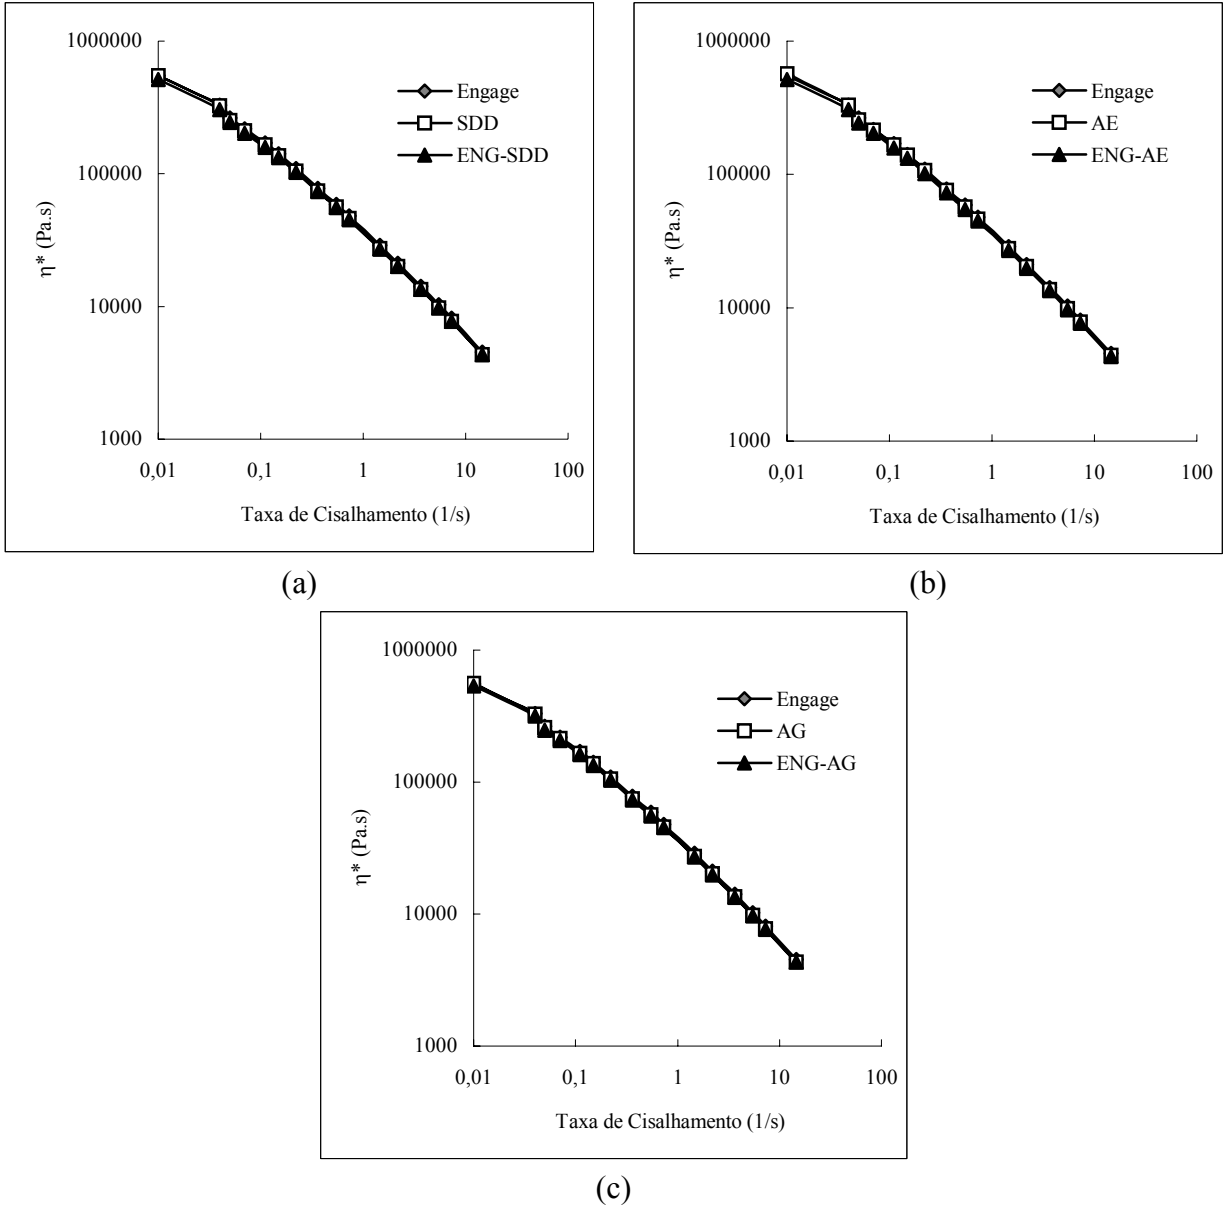 1000000
100000
10000
1000
η* (Pa.s)
0,01 0,1 1 10 100
Taxa de Cisalhamento (1/s)
Engage
SDD
ENG-SDD
(a)
1000000
100000
10000
1000
η* (Pa.s)
0,01 0,1 1 10 100
Taxa de Cisalhamento (1/s)
Engage
AE
ENG-AE
(b)
1000000
100000
10000
1000
η* (Pa.s)
0,01 0,1 1 10 100
Taxa de Cisalhamento (1/s)
Engage
AG
ENG-AG
(c)